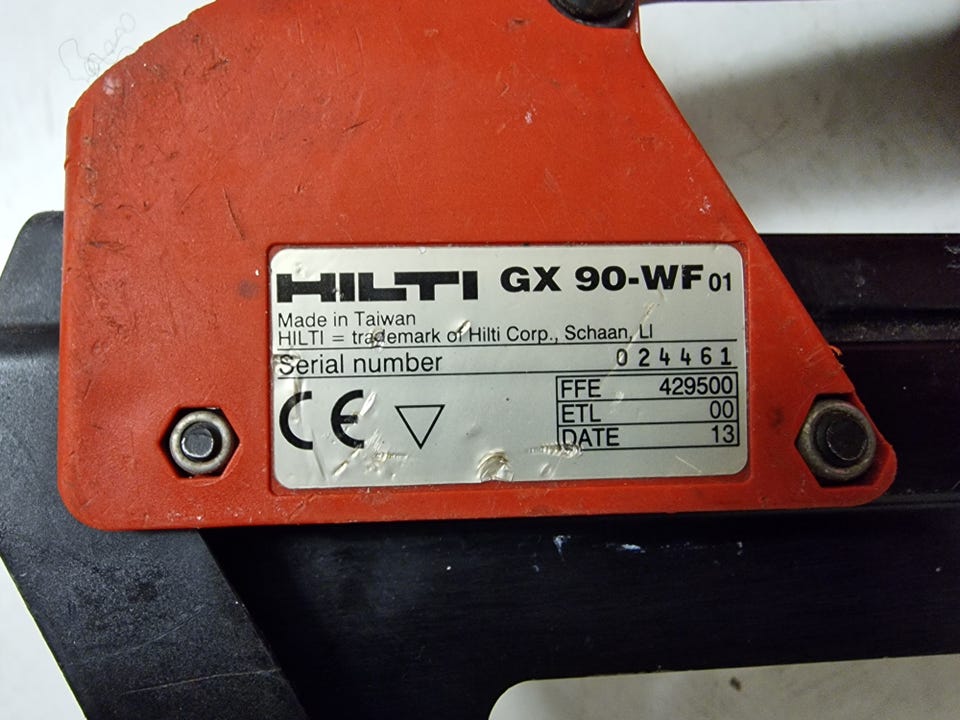 HILTI GX 90-WF 01
Made in Taiwan
HILTI = trademark of Hilti Corp., Schaan, LI
Serial number 024461
CE
FFE 429500
ETL 00
DATE 13